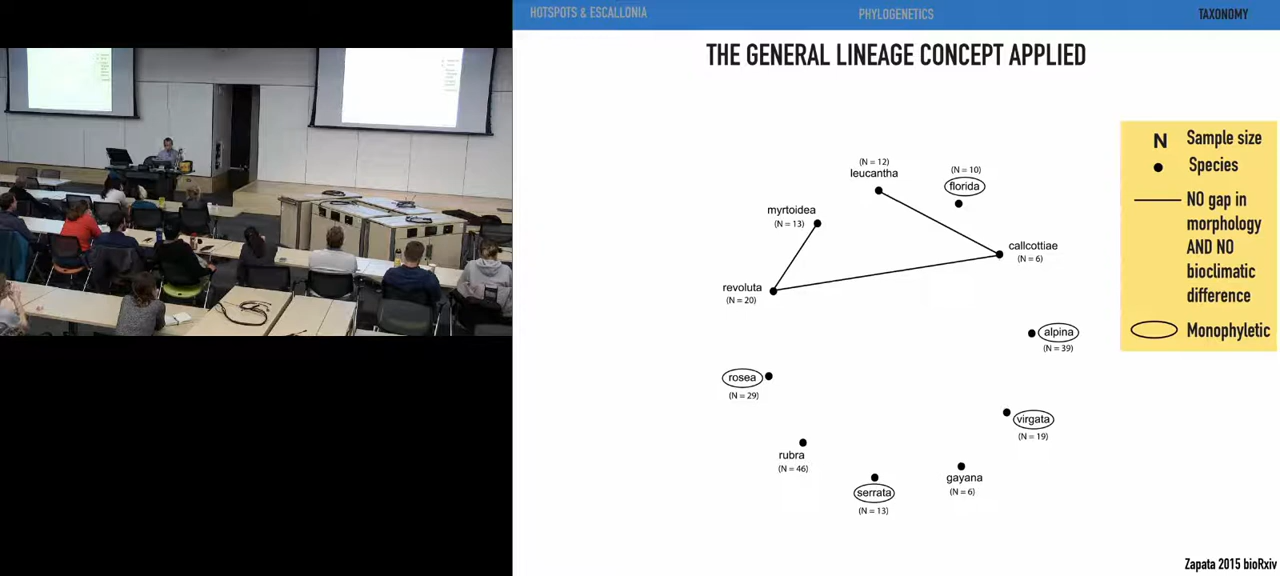 HOTSPOTS & ESCALLONIA
PHYLOGENETICS
TAXONOMY
THE GENERAL LINEAGE CONCEPT APPLIED
(N = 12)
leucantha
(N = 10)
florida
myrtoidea
(N = 13)
callcottiae
(N = 6)
revoluta
(N = 20)
alpina
(N = 39)
rosea
(N = 29)
virgata
(N = 19)
rubra
(N = 46)
gayana
(N = 6)
serrata
(N = 13)
N Sample size
Species
NO gap in
morphology
AND NO
bioclimatic
difference
Monophyletic
Zapata 2015 bioRxiv